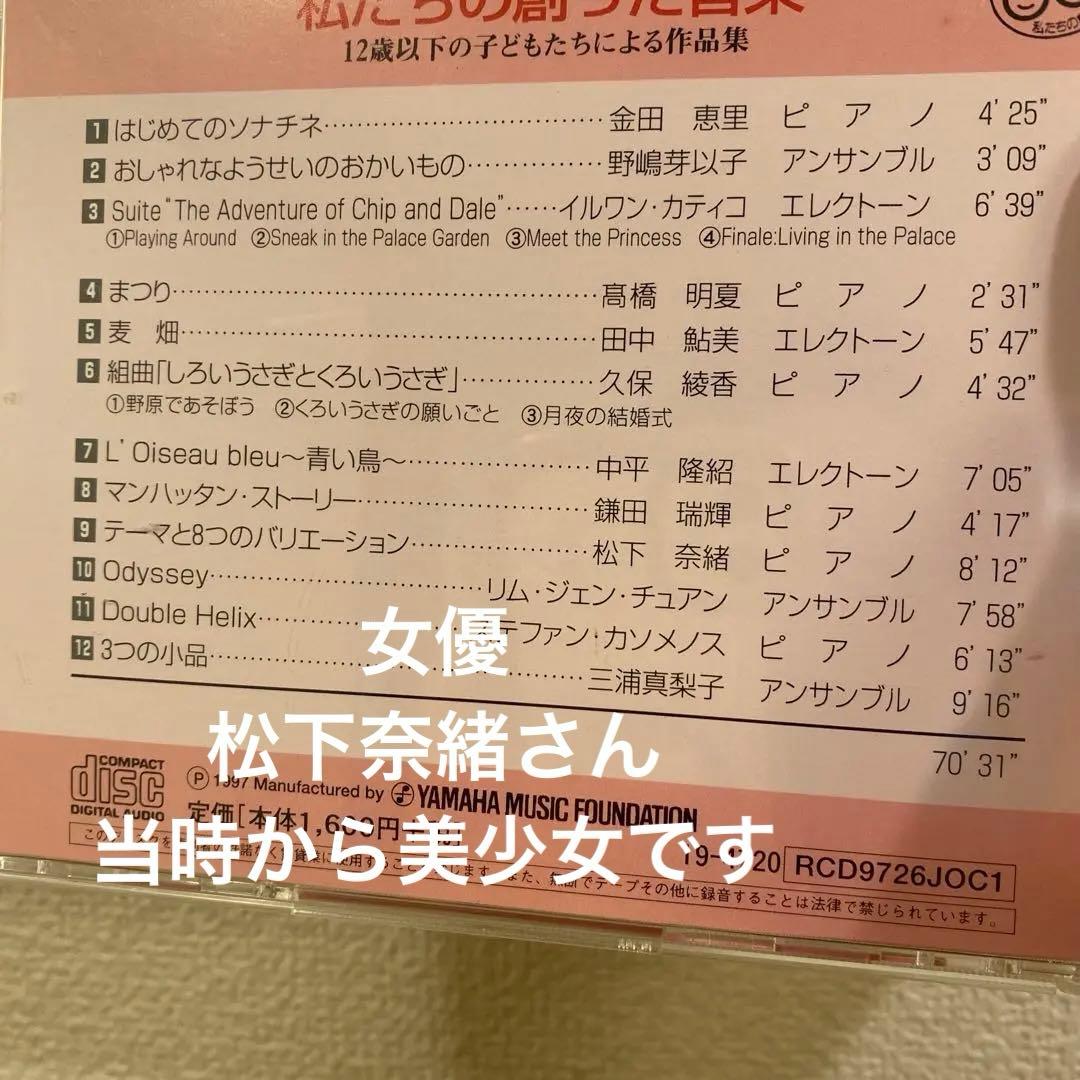 私たちの創った音楽
12歳以下の子どもたちによる作品集
私たちの
1 はじめてのソナチネ 金田 恵里 ピアノ 4' 25"
2 おしゃれなようせいのおかいもの 野嶋芽以子 アンサンブル 3' 09"
3 Suite "The Adventure of Chip and Dale" イルワン・カティコ エレクトーン 6' 39"
①Playing Around ②Sneak in the Palace Garden ③Meet the Princess ④Finale:Living in the Palace
4 まつり 髙橋 明夏 ピアノ 2' 31"
5 麦 畑 田中 鮎美 エレクトーン 5' 47"
6 組曲「しろいうさぎとくろいうさぎ」 久保 綾香 ピアノ 4' 32"
①野原であそぼう ②くろいうさぎの願いごと ③月夜の結婚式
7 L' Oiseau bleu〜青い鳥〜 中平 隆紹 エレクトーン 7' 05"
8 マンハッタン・ストーリー 鎌田 瑞輝 ピアノ 4' 17"
9 テーマと8つのバリエーション 松下 奈緒 ピアノ 8' 12"
10 Odyssey リム・ジェン・チュアン アンサンブル 7' 58"
11 Double Helix ステファン・カソメノス ピアノ 6' 13"
12 3つの小品 三浦真梨子 アンサンブル 9' 16"
70' 31"
女優
松下奈緒さん
当時から美少女です
COMPACT
disc
DIGITAL AUDIO
Ⓟ 1997 Manufactured by YAMAHA MUSIC FOUNDATION
定価[本体1,600円
RCD9726JOC1
また、無断でテープその他に録音することは法律で禁じられています。